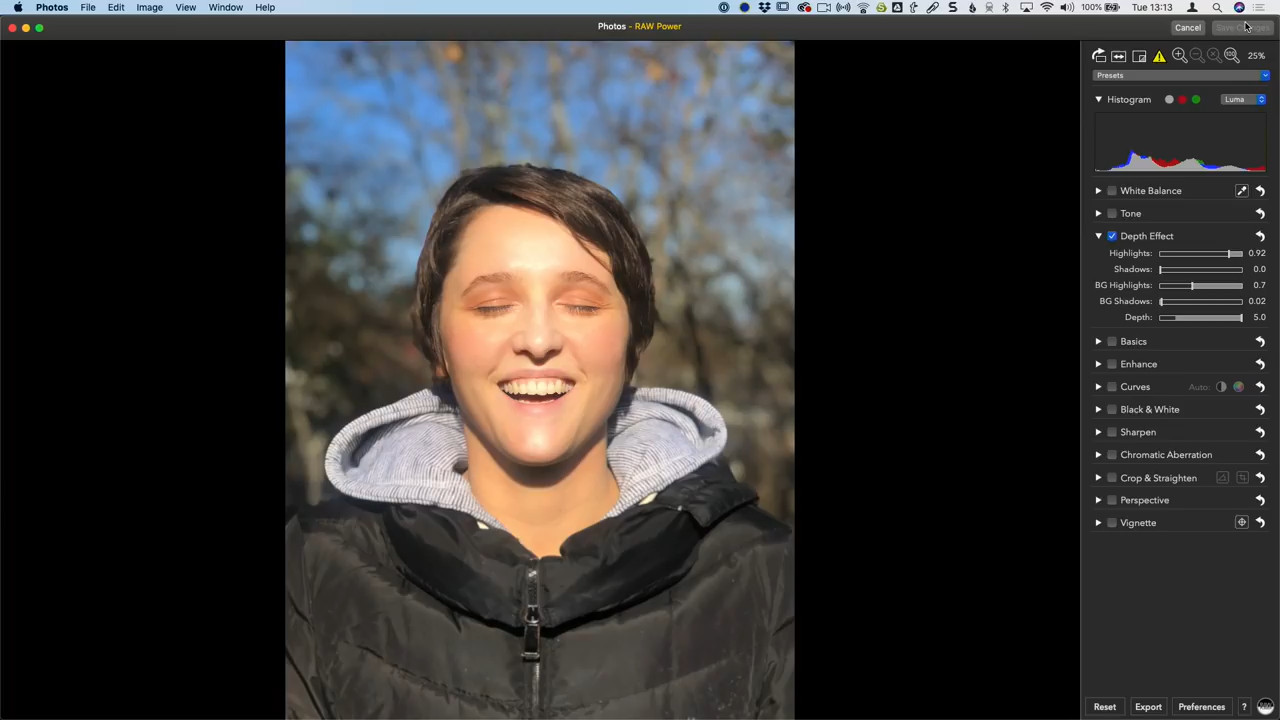 Photos File Edit Image View Window Help 100% Tue 13:13
Photos – RAW Power Cancel Save Changes
25%
Presets
Histogram Luma
White Balance
Tone
Depth Effect
Highlights: 0.92
Shadows: 0.0
BG Highlights: 0.7
BG Shadows: 0.02
Depth: 5.0
Basics
Enhance
Curves Auto:
Black & White
Sharpen
Chromatic Aberration
Crop & Straighten
Perspective
Vignette
Reset Export Preferences ?